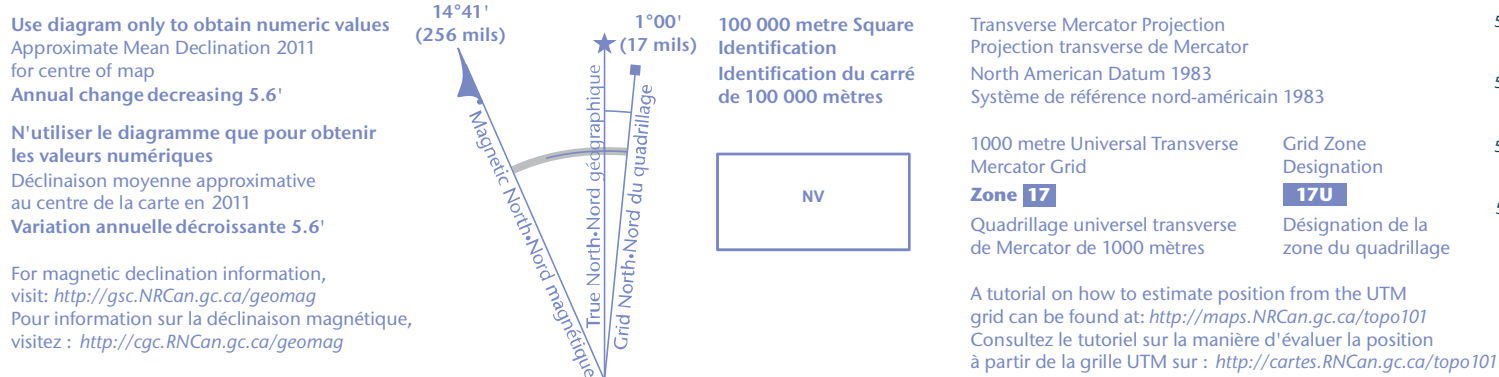 Use diagram only to obtain numeric values
Approximate Mean Declination 2011
for centre of map
Annual change decreasing 5.6'
N'utiliser le diagramme que pour obtenir
les valeurs numériques
Déclinaison moyenne approximative
au centre de la carte en 2011
Variation annuelle décroissante 5.6'
For magnetic declination information,
visit: http://gsc.NRCan.gc.ca/geomag
Pour information sur la déclinaison magnétique,
visitez : http://cgc.RNCan.gc.ca/geomag
14°41'
(256 mils)
1°00'
(17 mils)
Magnetic North•Nord magnétique
True North•Nord géographique
Grid North•Nord du quadrillage
100 000 metre Square
Identification
Identification du carré
de 100 000 mètres
NV
Transverse Mercator Projection
Projection transverse de Mercator
North American Datum 1983
Système de référence nord-américain 1983
1000 metre Universal Transverse
Mercator Grid
Zone 17
Quadrillage universel transverse
de Mercator de 1000 mètres
Grid Zone
Designation
17U
Désignation de la
zone du quadrillage
A tutorial on how to estimate position from the UTM
grid can be found at: http://maps.NRCan.gc.ca/topo101
Consultez le tutoriel sur la manière d'évaluer la position
à partir de la grille UTM sur : http://cartes.RNCan.gc.ca/topo101